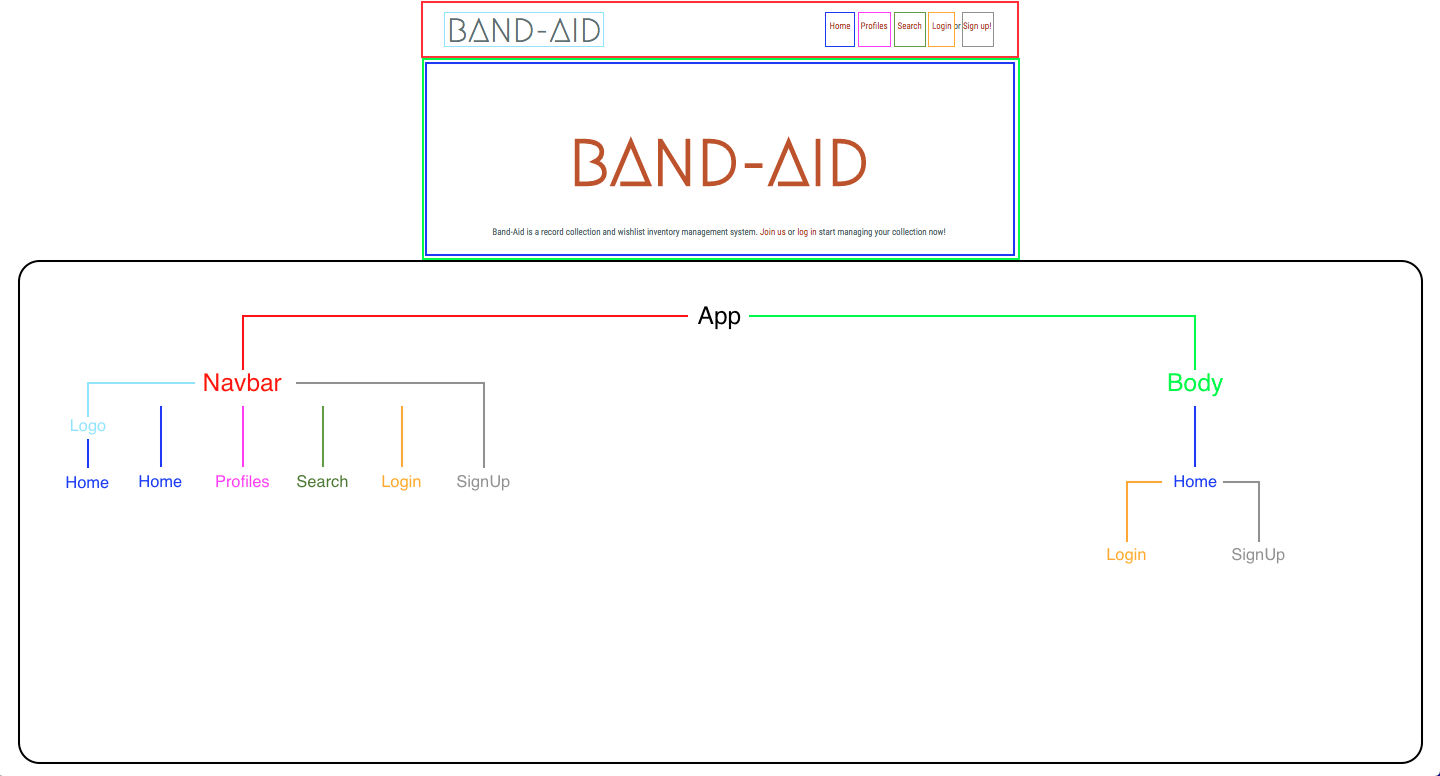 BAND-AID Home Profiles Search Login or Sign up!
BAND-AID
Band-Aid is a record collection and wishlist inventory management system. Join us or log in start managing your collection now!
App
Navbar Body
Logo
Home Home Profiles Search Login SignUp Home
Login SignUp